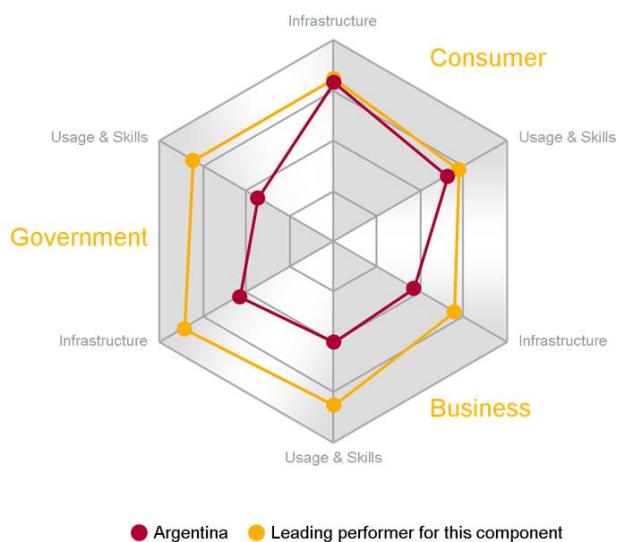 Infrastructure
Consumer
Usage & Skills
Usage & Skills
Government
Infrastructure
Infrastructure
Business
Usage & Skills
Argentina
Leading performer for this component